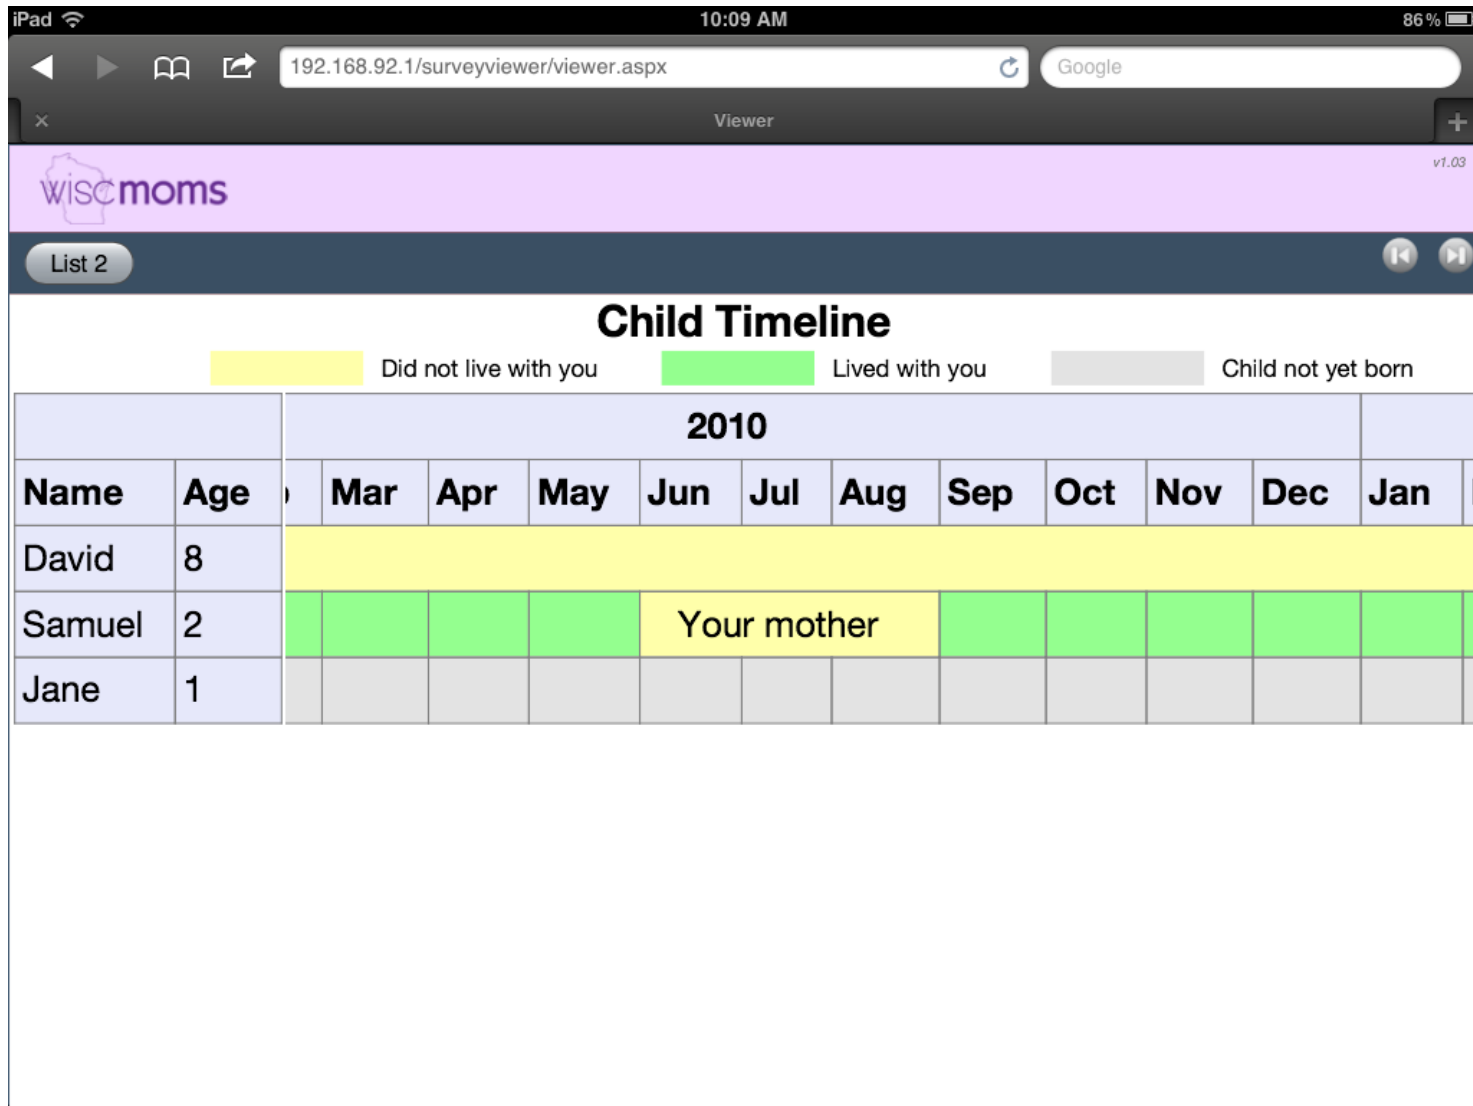 iPad 10:09 AM 86%
192.168.92.1/surveyviewer/viewer.aspx Google
Viewer
v1.03
wiscmoms
List 2
Child Timeline
Did not live with you Lived with you Child not yet born
2010
Name Age Mar Apr May Jun Jul Aug Sep Oct Nov Dec Jan
David 8
Samuel 2 Your mother
Jane 1